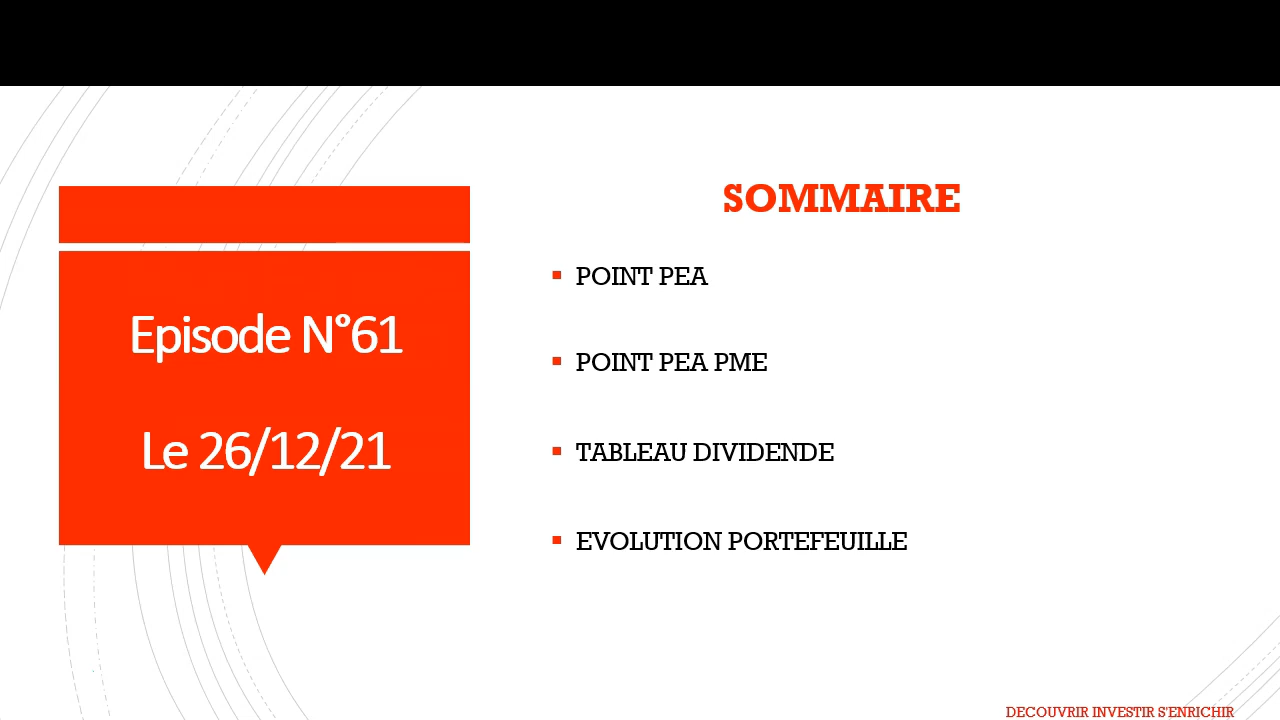 SOMMAIRE
Episode N°61
Le 26/12/21
POINT PEA
POINT PEA PME
TABLEAU DIVIDENDE
EVOLUTION PORTEFEUILLE
DECOUVRIR INVESTIR S'ENRICHIR